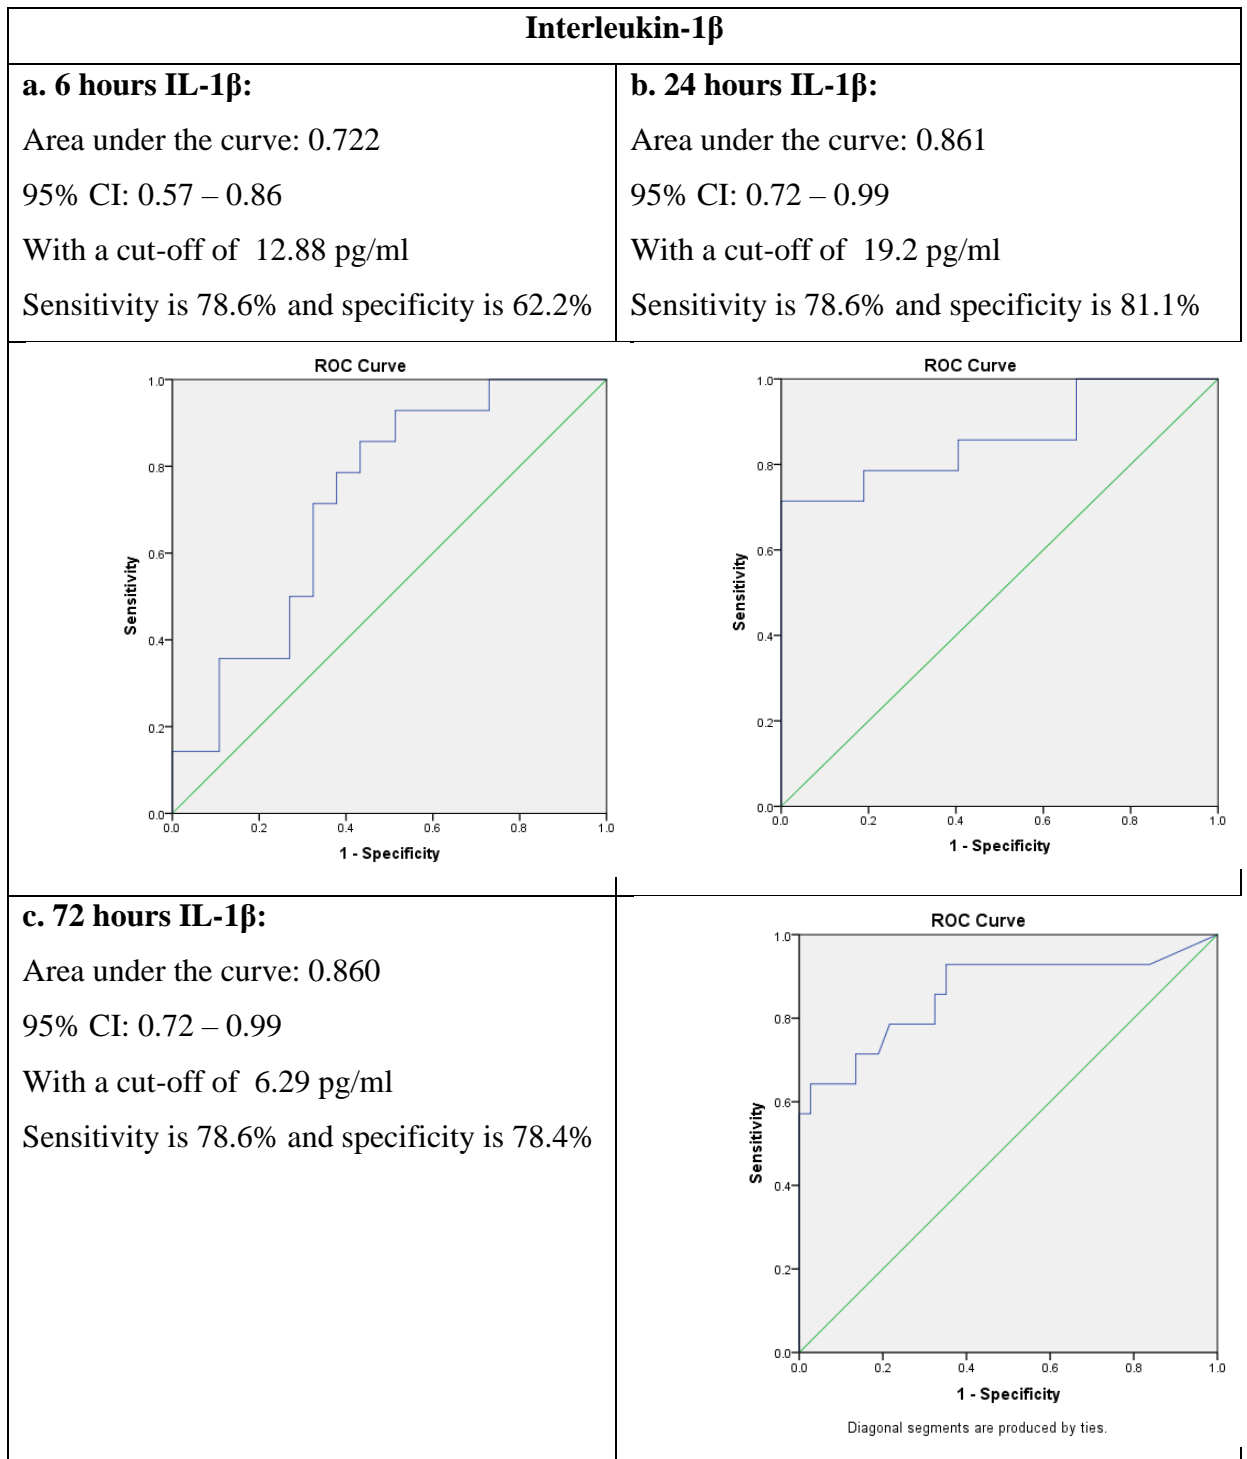 Interleukin-1β
a. 6 hours IL-1β:
Area under the curve: 0.722
95% CI: 0.57 – 0.86
With a cut-off of 12.88 pg/ml
Sensitivity is 78.6% and specificity is 62.2%
b. 24 hours IL-1β:
Area under the curve: 0.861
95% CI: 0.72 – 0.99
With a cut-off of 19.2 pg/ml
Sensitivity is 78.6% and specificity is 81.1%
ROC Curve
1.0
0.8
0.6
0.4
0.2
0.0
Sensitivity
0.0 0.2 0.4 0.6 0.8 1.0
1 - Specificity
ROC Curve
1.0
0.8
0.6
0.4
0.2
0.0
Sensitivity
0.0 0.2 0.4 0.6 0.8 1.0
1 - Specificity
c. 72 hours IL-1β:
Area under the curve: 0.860
95% CI: 0.72 – 0.99
With a cut-off of 6.29 pg/ml
Sensitivity is 78.6% and specificity is 78.4%
ROC Curve
1.0
0.8
0.6
0.4
0.2
0.0
Sensitivity
0.0 0.2 0.4 0.6 0.8 1.0
1 - Specificity
Diagonal segments are produced by ties.